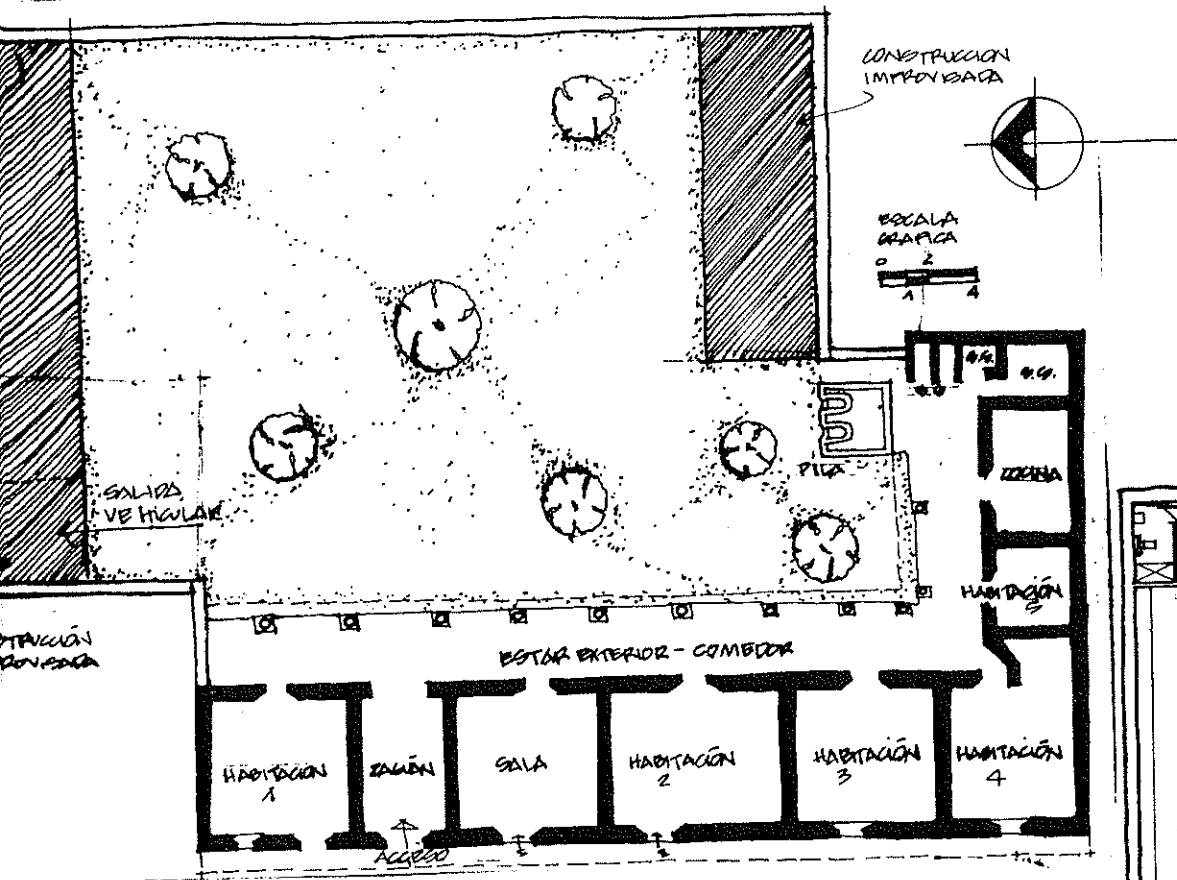 CONSTRUCCION
IMPROVISADA
ESCALA
GRAFICA
0 2
1 4
S.S.
S.S.
S.S.
COCINA
PILA
SALIDA
VEHICULAR
HABITACIÓN
5
ESTAR EXTERIOR - COMEDOR
HABITACIÓN
1
ZAGUÁN
SALA
HABITACIÓN
2
HABITACIÓN
3
HABITACIÓN
4
ACCESO